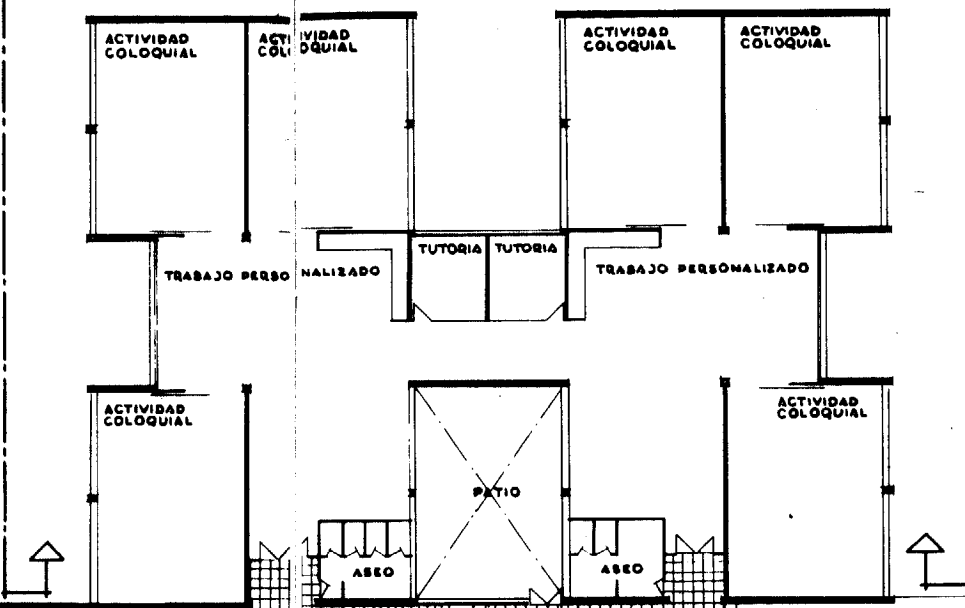 ACTIVIDAD
COLOQUIAL
ACTIVIDAD
COLOQUIAL
ACTIVIDAD
COLOQUIAL
ACTIVIDAD
COLOQUIAL
TUTORIA
TUTORIA
TRABAJO PERSONALIZADO
TRABAJO PERSONALIZADO
ACTIVIDAD
COLOQUIAL
ACTIVIDAD
COLOQUIAL
PATIO
ASEO
ASEO